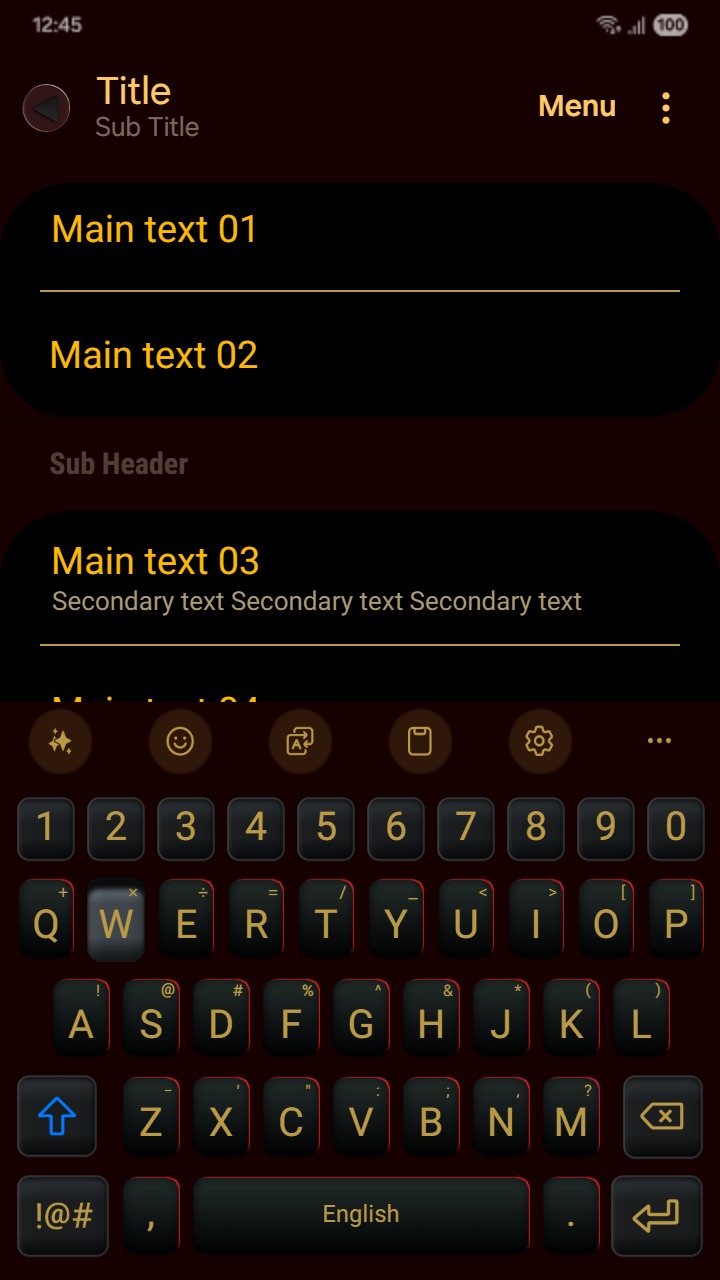 12:45
100
Title
Sub Title
Menu
Main text 01
Main text 02
Sub Header
Main text 03
Secondary text Secondary text Secondary text
1 2 3 4 5 6 7 8 9 0
+ × ÷ = / _ < > [ ]
Q W E R T Y U I O P
! @ # % ^ & * ( )
A S D F G H J K L
- ' " : ; , ?
Z X C V B N M
!@# , English .